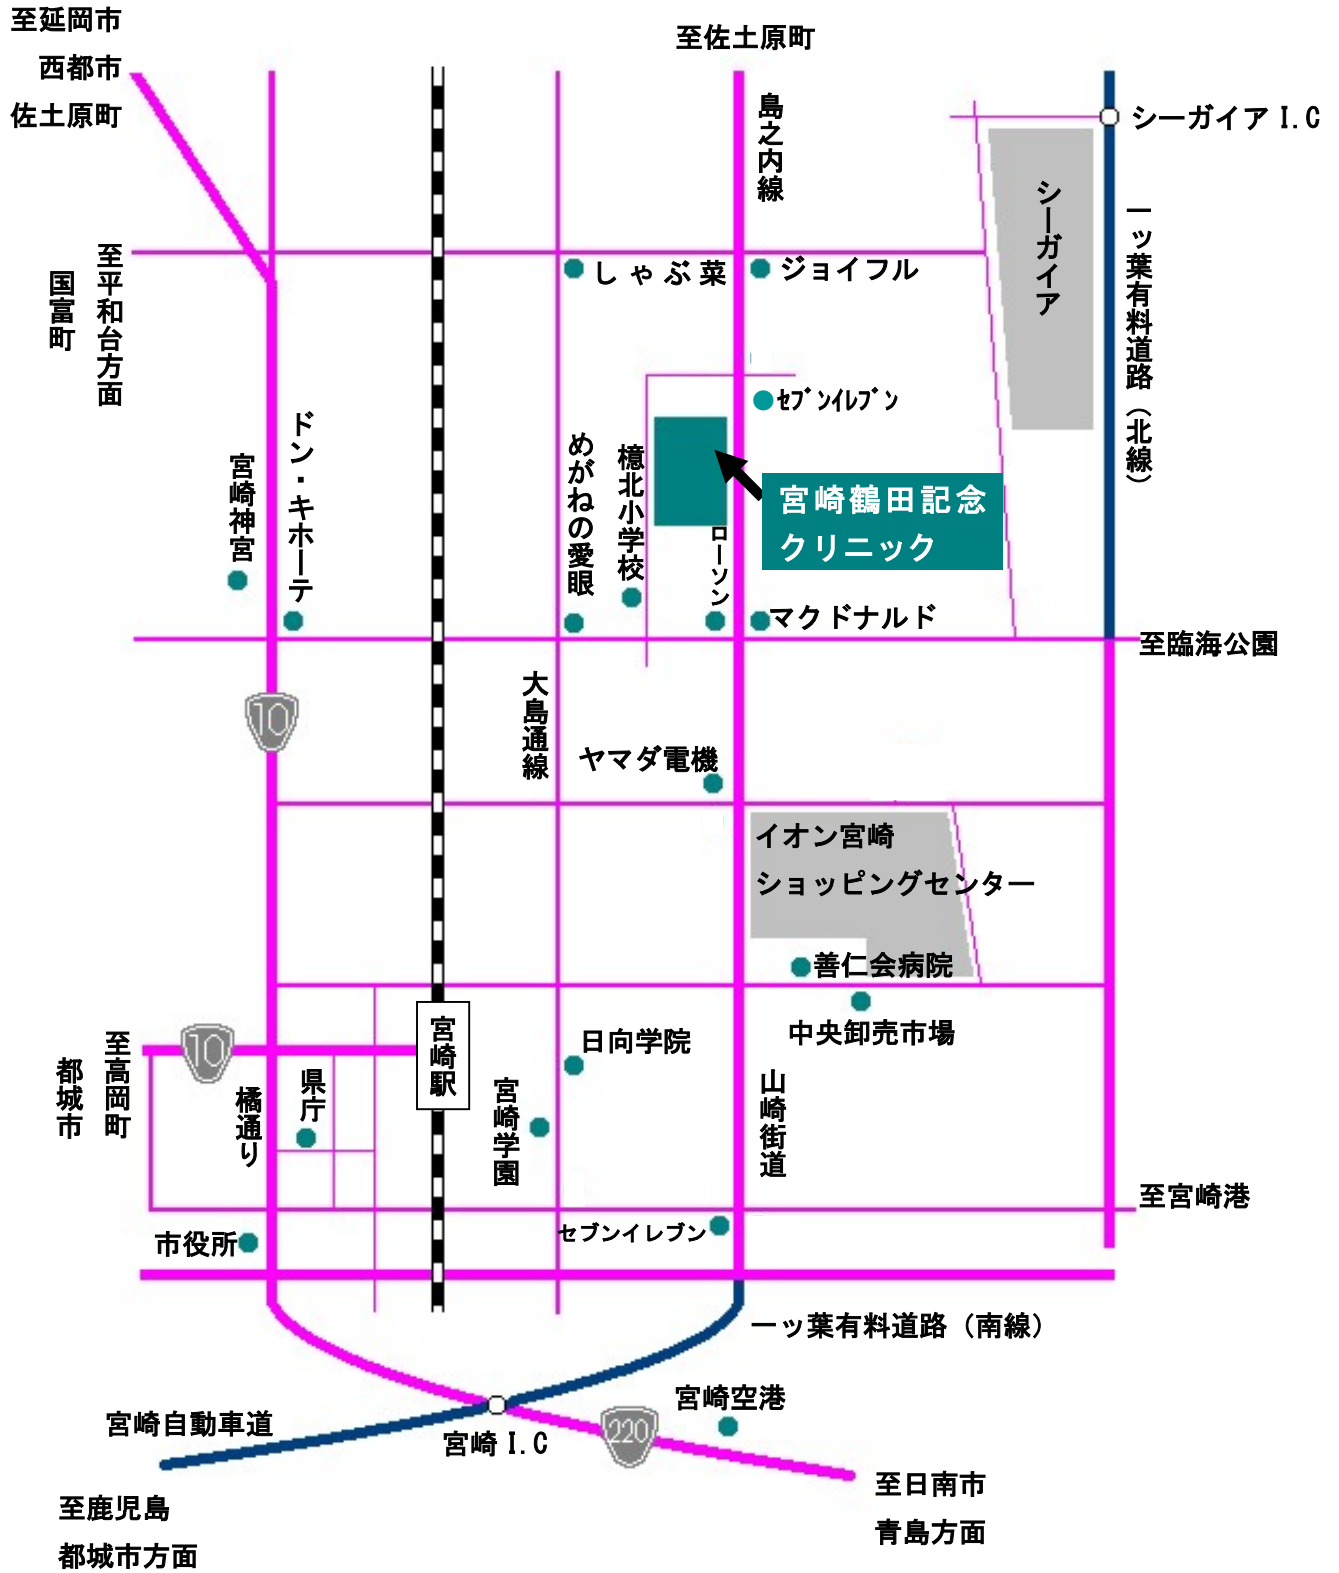 至延岡市
西都市
佐土原町
至佐土原町
島之内線
シーガイア I.C
シーガイア
一ッ葉有料道路（北線）
至平和台方面
国富町
しゃぶ菜
ジョイフル
ｾﾌﾞﾝｲﾚﾌﾞﾝ
ドン・キホーテ
宮崎神宮
めがねの愛眼
檍北小学校
ローソン
宮崎鶴田記念
クリニック
マクドナルド
至臨海公園
10
大島通線
ヤマダ電機
イオン宮崎
ショッピングセンター
善仁会病院
中央卸売市場
宮崎駅
10
至高岡町
都城市
橘通り
県庁
日向学院
宮崎学園
山崎街道
至宮崎港
市役所
セブンイレブン
一ッ葉有料道路（南線）
宮崎空港
宮崎自動車道
宮崎 I.C
220
至鹿児島
都城市方面
至日南市
青島方面